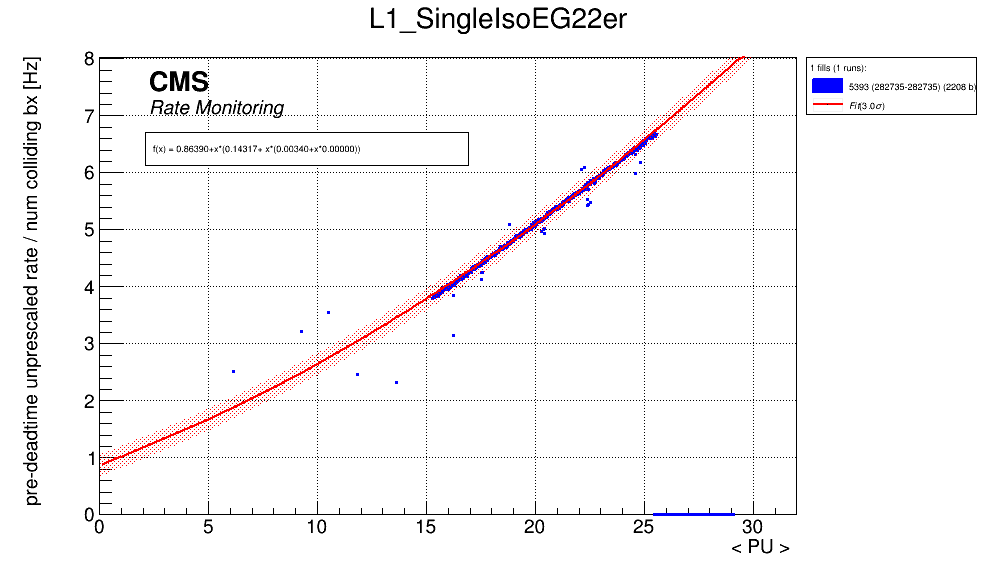 L1_SingleIsoEG22er
pre-deadtime unprescaled rate / num colliding bx [Hz]
8
7
6
5
4
3
2
1
0
CMS
Rate Monitoring
f(x) = 0.86390+x*(0.14317+ x*(0.00340+x*0.00000))
1 fills (1 runs):
5393 (282735-282735) (2208 b)
Fit(3.0σ)
0 5 10 15 20 25 30
< PU >